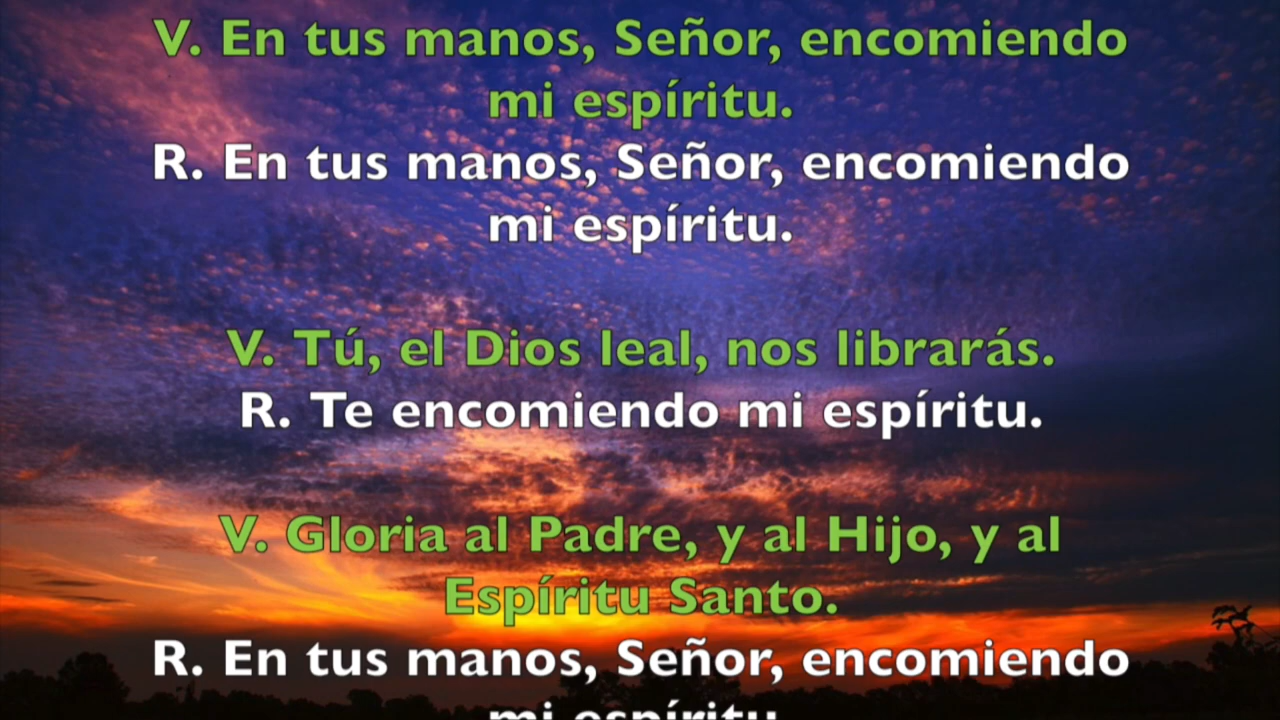 V. En tus manos, Señor, encomiendo
mi espíritu.
R. En tus manos, Señor, encomiendo
mi espíritu.
V. Tú, el Dios leal, nos librarás.
R. Te encomiendo mi espíritu.
V. Gloria al Padre, y al Hijo, y al
Espíritu Santo.
R. En tus manos, Señor, encomiendo
mi espíritu.